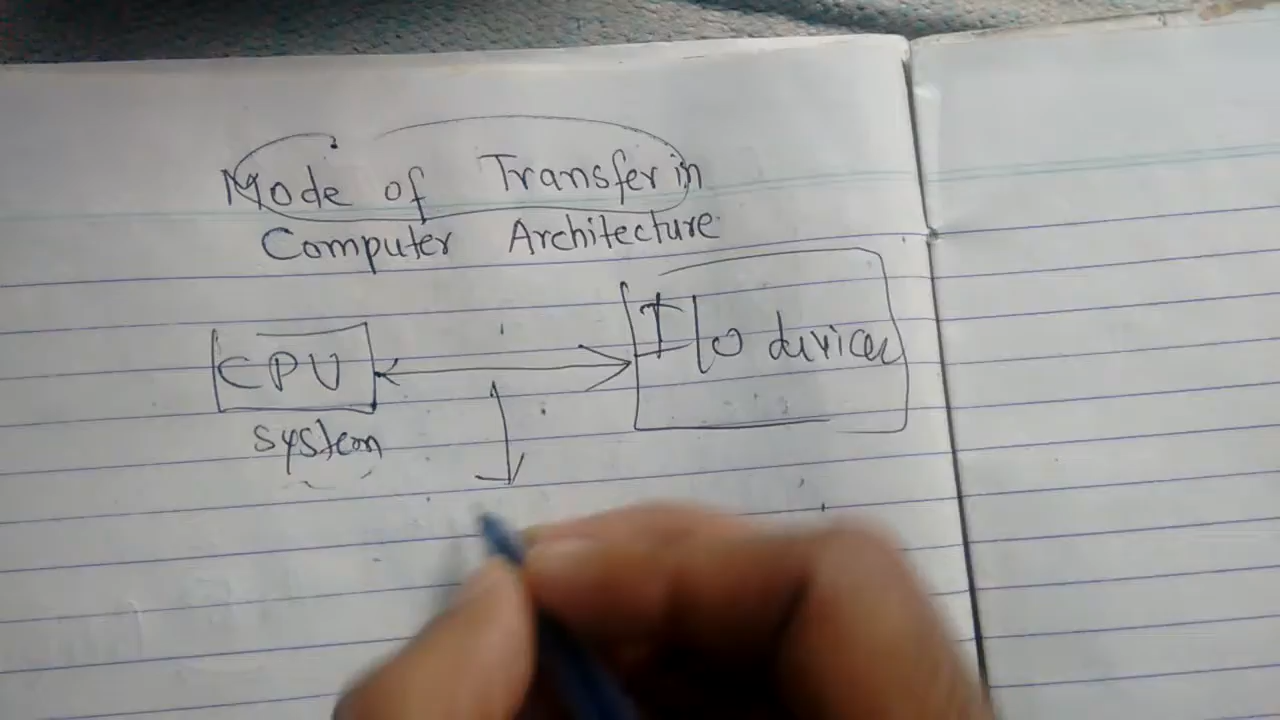 Mode of Transfer in
Computer Architecture
CPU
I/o devices
system